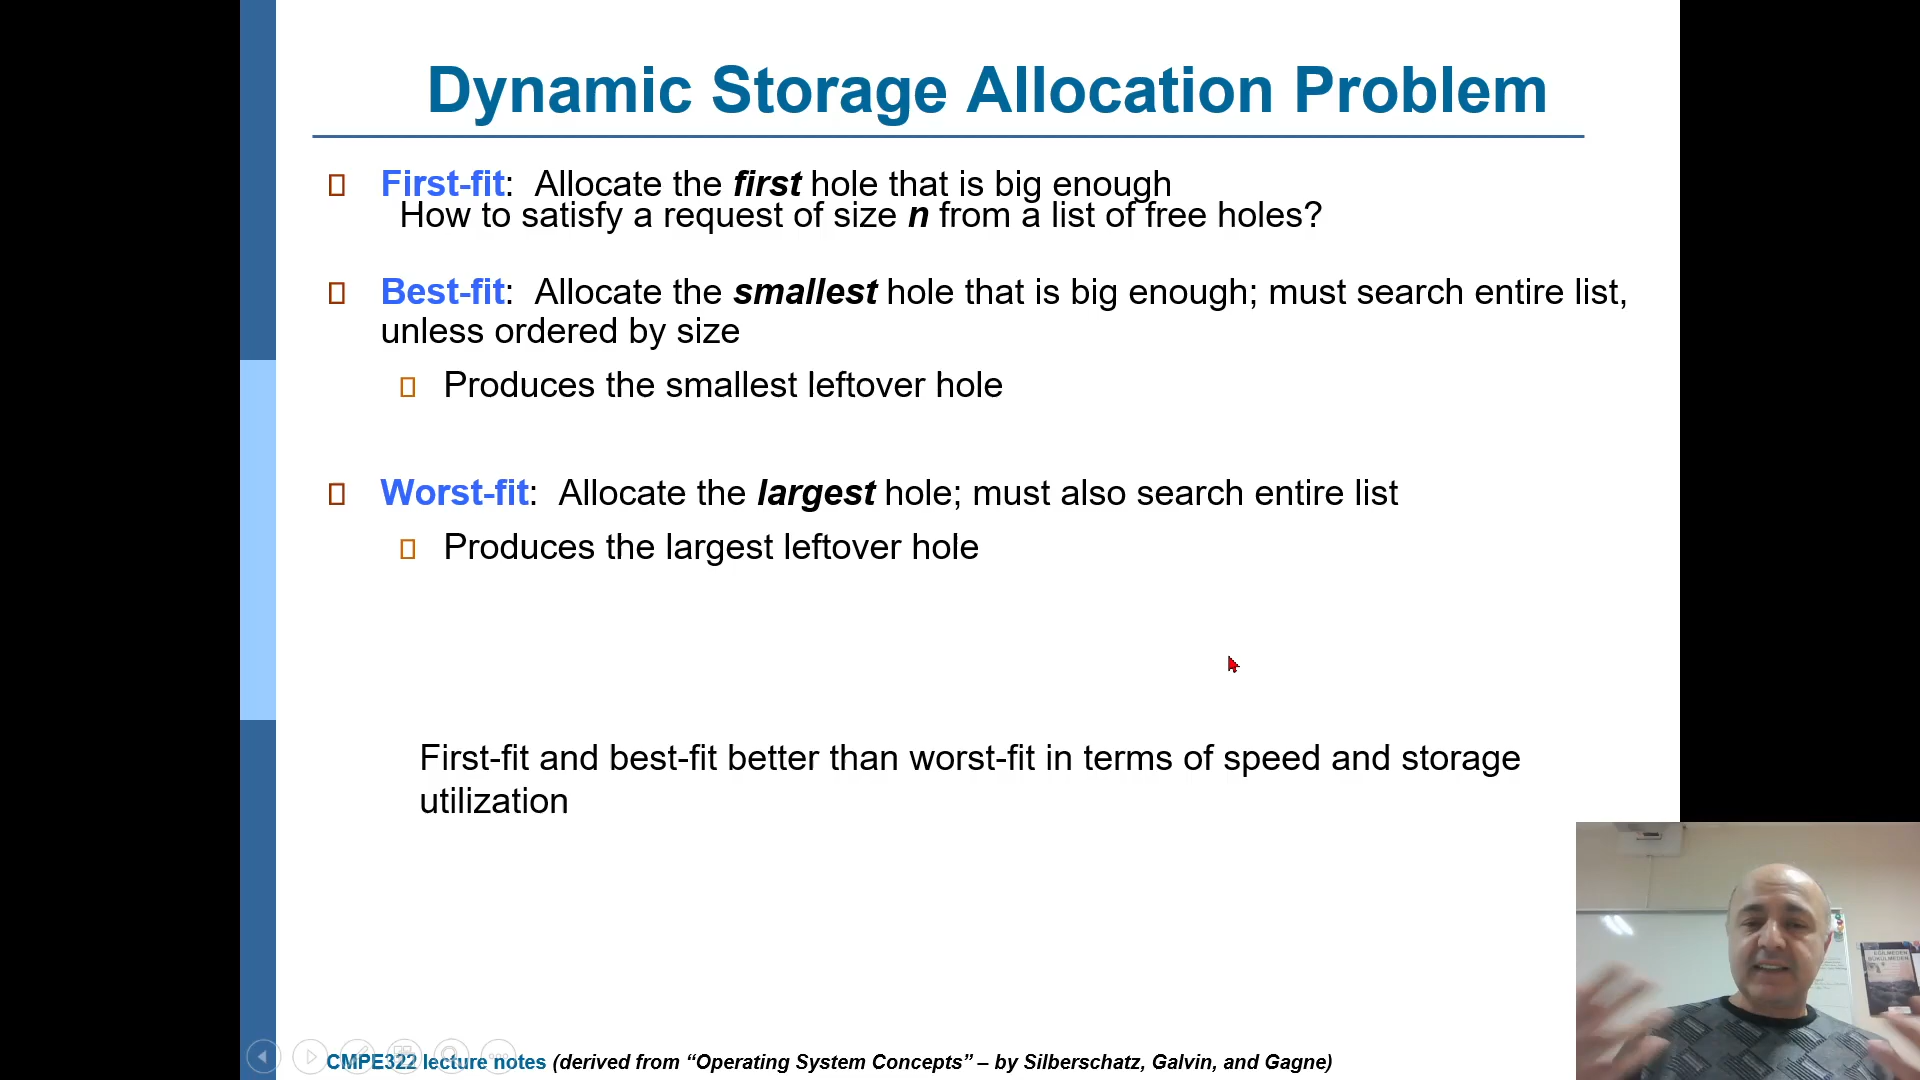 Dynamic Storage Allocation Problem
First-fit: Allocate the first hole that is big enough
How to satisfy a request of size n from a list of free holes?
Best-fit: Allocate the smallest hole that is big enough; must search entire list,
unless ordered by size
Produces the smallest leftover hole
Worst-fit: Allocate the largest hole; must also search entire list
Produces the largest leftover hole
First-fit and best-fit better than worst-fit in terms of speed and storage
utilization
EĞİLMEDEN
BÜKÜLMEDEN
CMPE322 lecture notes (derived from “Operating System Concepts” – by Silberschatz, Galvin, and Gagne)